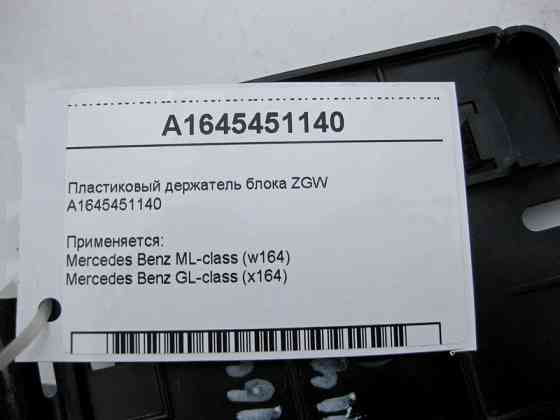 A1645451140
Пластиковый держатель блока ZGW
A1645451140
Применяется:
Mercedes Benz ML-class (w164)
Mercedes Benz GL-class (x164)